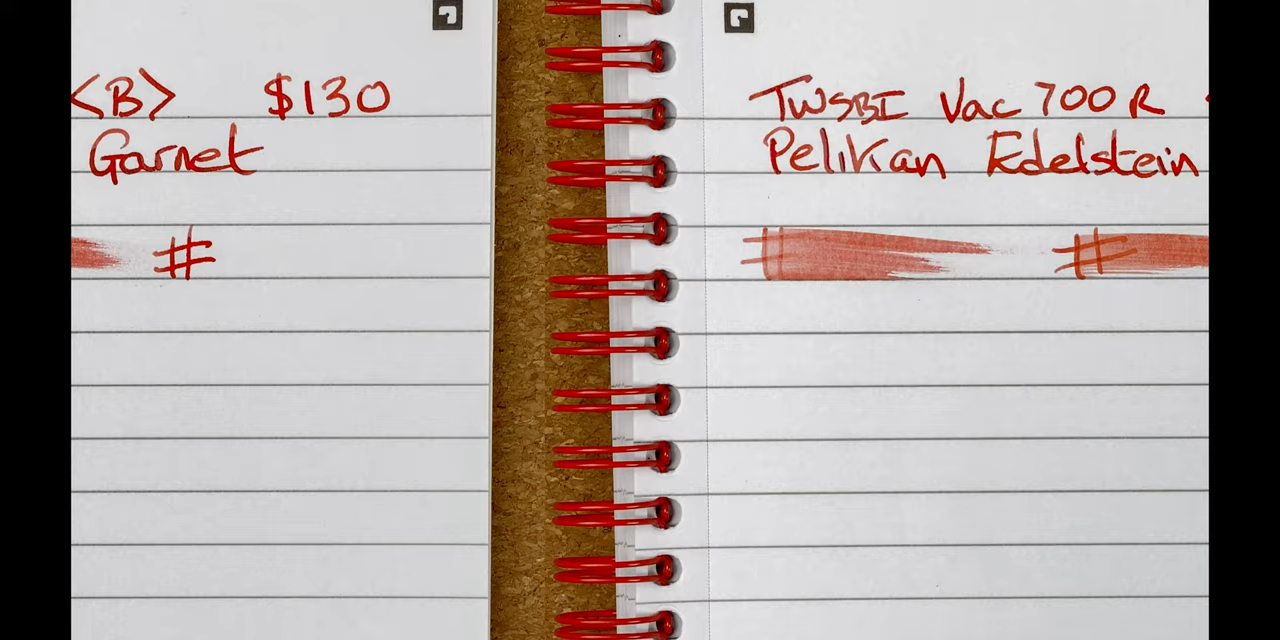 <B> $130
Garnet
#
TWSBI Vac 700 R
Pelikan Edelstein
#